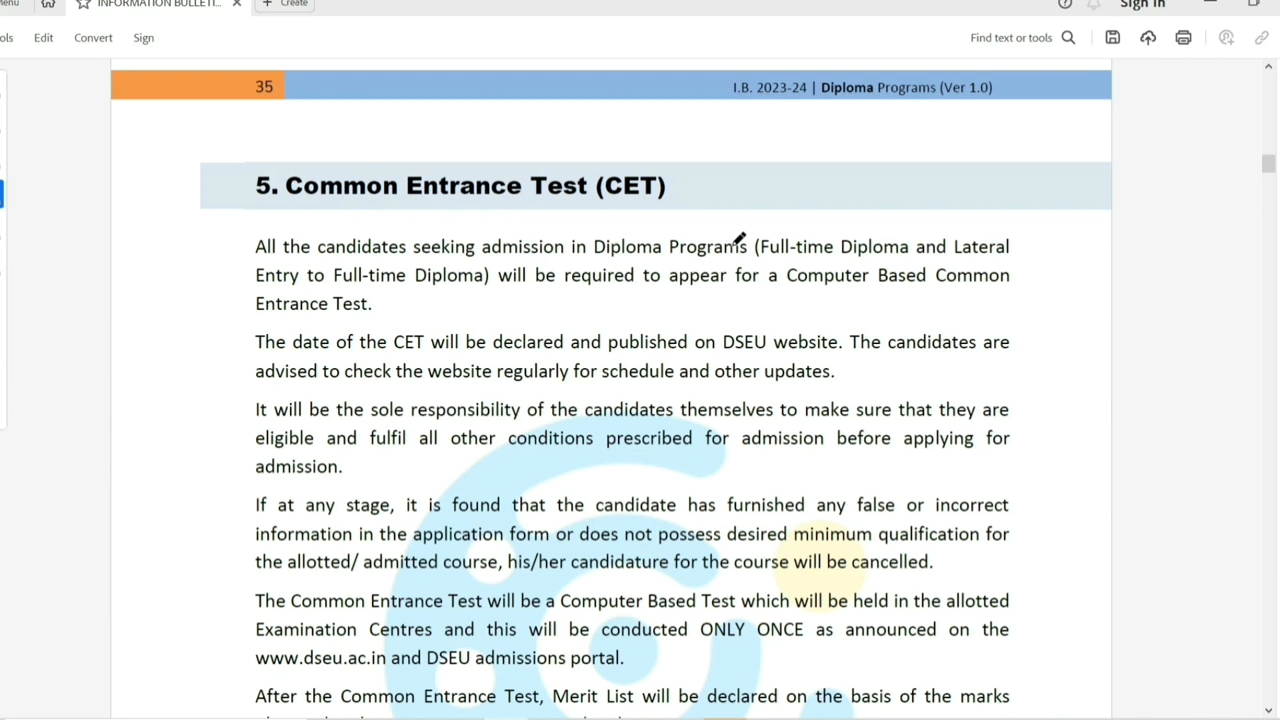 Menu
INFORMATION BULLETI...
Create
Sign in
Edit
Convert
Sign
Find text or tools
35
I.B. 2023-24 | Diploma Programs (Ver 1.0)
5. Common Entrance Test (CET)
All the candidates seeking admission in Diploma Programs (Full-time Diploma and Lateral
Entry to Full-time Diploma) will be required to appear for a Computer Based Common
Entrance Test.
The date of the CET will be declared and published on DSEU website. The candidates are
advised to check the website regularly for schedule and other updates.
It will be the sole responsibility of the candidates themselves to make sure that they are
eligible and fulfil all other conditions prescribed for admission before applying for
admission.
If at any stage, it is found that the candidate has furnished any false or incorrect
information in the application form or does not possess desired minimum qualification for
the allotted/ admitted course, his/her candidature for the course will be cancelled.
The Common Entrance Test will be a Computer Based Test which will be held in the allotted
Examination Centres and this will be conducted ONLY ONCE as announced on the
www.dseu.ac.in and DSEU admissions portal.
After the Common Entrance Test, Merit List will be declared on the basis of the marks